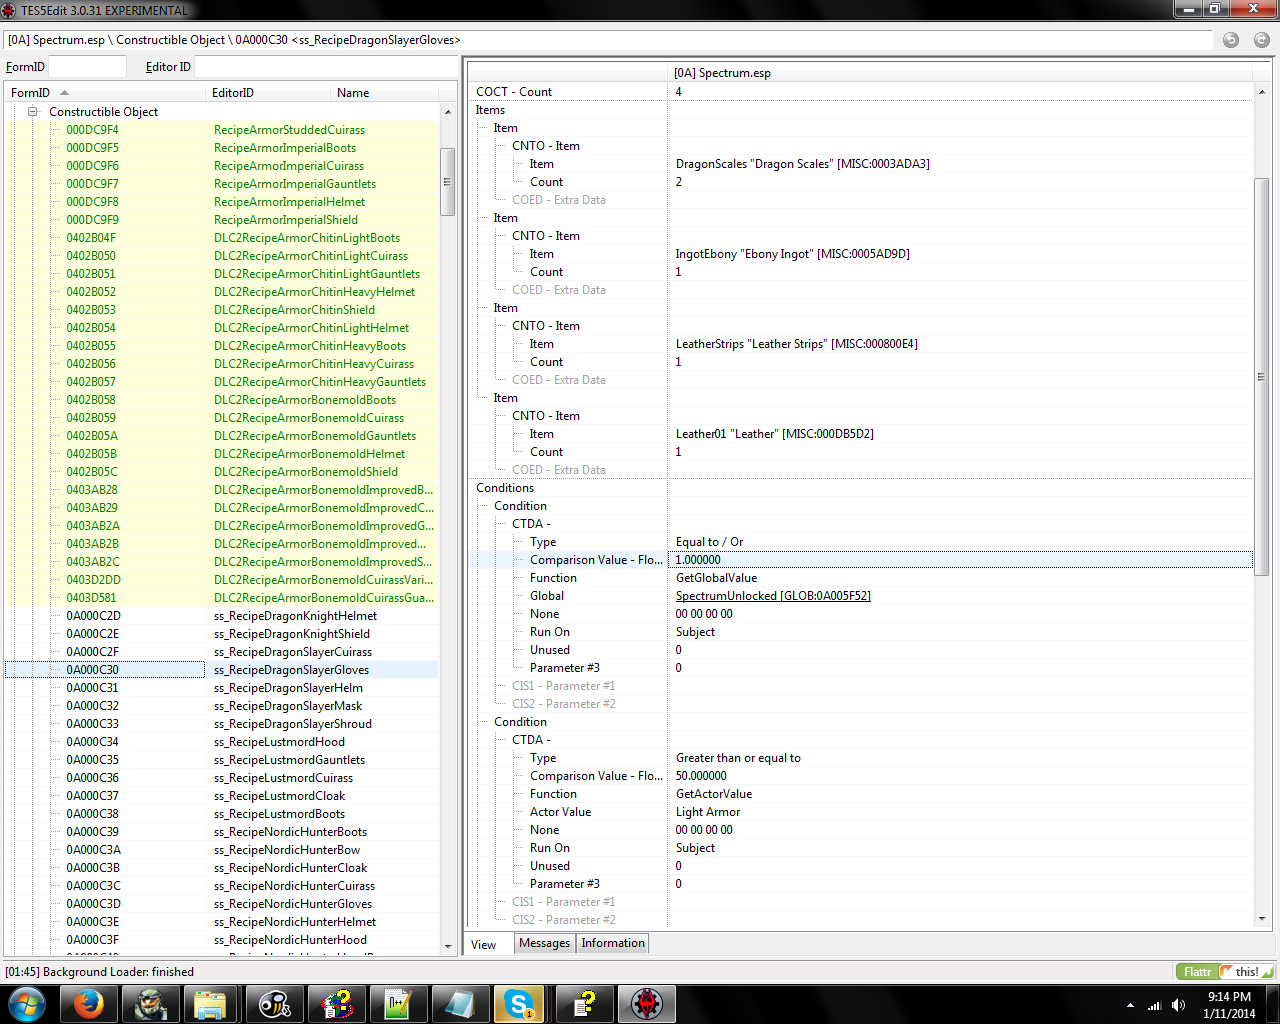 TES5Edit 3.0.31 EXPERIMENTAL
[0A] Spectrum.esp \ Constructible Object \ 0A000C30 <ss_RecipeDragonSlayerGloves>
FormID Editor ID
FormID EditorID Name
Constructible Object
000DC9F4 RecipeArmorStuddedCuirass
000DC9F5 RecipeArmorImperialBoots
000DC9F6 RecipeArmorImperialCuirass
000DC9F7 RecipeArmorImperialGauntlets
000DC9F8 RecipeArmorImperialHelmet
000DC9F9 RecipeArmorImperialShield
0402B04F DLC2RecipeArmorChitinLightBoots
0402B050 DLC2RecipeArmorChitinLightCuirass
0402B051 DLC2RecipeArmorChitinLightGauntlets
0402B052 DLC2RecipeArmorChitinHeavyHelmet
0402B053 DLC2RecipeArmorChitinShield
0402B054 DLC2RecipeArmorChitinLightHelmet
0402B055 DLC2RecipeArmorChitinHeavyBoots
0402B056 DLC2RecipeArmorChitinHeavyCuirass
0402B057 DLC2RecipeArmorChitinHeavyGauntlets
0402B058 DLC2RecipeArmorBonemoldBoots
0402B059 DLC2RecipeArmorBonemoldCuirass
0402B05A DLC2RecipeArmorBonemoldGauntlets
0402B05B DLC2RecipeArmorBonemoldHelmet
0402B05C DLC2RecipeArmorBonemoldShield
0403AB28 DLC2RecipeArmorBonemoldImprovedB...
0403AB29 DLC2RecipeArmorBonemoldImprovedC...
0403AB2A DLC2RecipeArmorBonemoldImprovedG...
0403AB2B DLC2RecipeArmorBonemoldImproved...
0403AB2C DLC2RecipeArmorBonemoldImprovedS...
0403D2DD DLC2RecipeArmorBonemoldCuirassVari...
0403D581 DLC2RecipeArmorBonemoldCuirassGua...
0A000C2D ss_RecipeDragonKnightHelmet
0A000C2E ss_RecipeDragonKnightShield
0A000C2F ss_RecipeDragonSlayerCuirass
0A000C30 ss_RecipeDragonSlayerGloves
0A000C31 ss_RecipeDragonSlayerHelm
0A000C32 ss_RecipeDragonSlayerMask
0A000C33 ss_RecipeDragonSlayerShroud
0A000C34 ss_RecipeLustmordHood
0A000C35 ss_RecipeLustmordGauntlets
0A000C36 ss_RecipeLustmordCuirass
0A000C37 ss_RecipeLustmordCloak
0A000C38 ss_RecipeLustmordBoots
0A000C39 ss_RecipeNordicHunterBoots
0A000C3A ss_RecipeNordicHunterBow
0A000C3B ss_RecipeNordicHunterCloak
0A000C3C ss_RecipeNordicHunterCuirass
0A000C3D ss_RecipeNordicHunterGloves
0A000C3E ss_RecipeNordicHunterHelmet
0A000C3F ss_RecipeNordicHunterHood
[0A] Spectrum.esp
COCT - Count 4
Items
Item
CNTO - Item
Item DragonScales "Dragon Scales" [MISC:0003ADA3]
Count 2
COED - Extra Data
Item
CNTO - Item
Item IngotEbony "Ebony Ingot" [MISC:0005AD9D]
Count 1
COED - Extra Data
Item
CNTO - Item
Item LeatherStrips "Leather Strips" [MISC:000800E4]
Count 1
COED - Extra Data
Item
CNTO - Item
Item Leather01 "Leather" [MISC:000DB5D2]
Count 1
COED - Extra Data
Conditions
Condition
CTDA -
Type Equal to / Or
Comparison Value - Flo... 1.000000
Function GetGlobalValue
Global SpectrumUnlocked [GLOB:0A005F52]
None 00 00 00 00
Run On Subject
Unused 0
Parameter #3 0
CIS1 - Parameter #1
CIS2 - Parameter #2
Condition
CTDA -
Type Greater than or equal to
Comparison Value - Flo... 50.000000
Function GetActorValue
Actor Value Light Armor
None 00 00 00 00
Run On Subject
Unused 0
Parameter #3 0
CIS1 - Parameter #1
CIS2 - Parameter #2
View Messages Information
[01:45] Background Loader: finished
Flattr this!
9:14 PM
1/11/2014